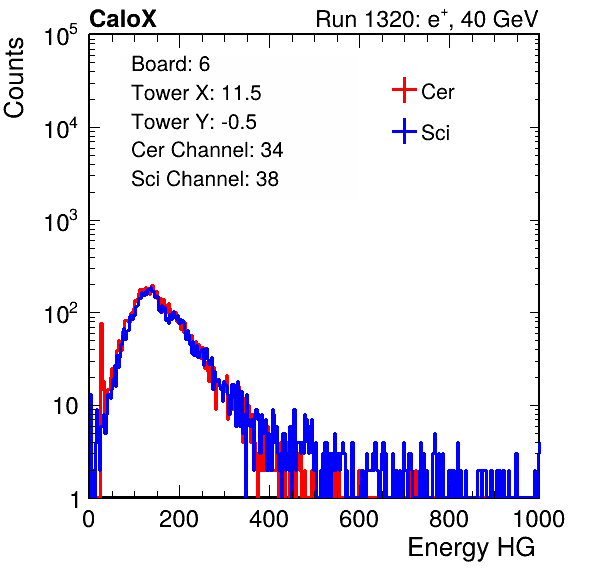 CaloX Run 1320: e⁺, 40 GeV
Counts
10⁵
10⁴
10³
10²
10
1
Board: 6
Tower X: 11.5
Tower Y: -0.5
Cer Channel: 34
Sci Channel: 38
Cer
Sci
0 200 400 600 800 1000
Energy HG